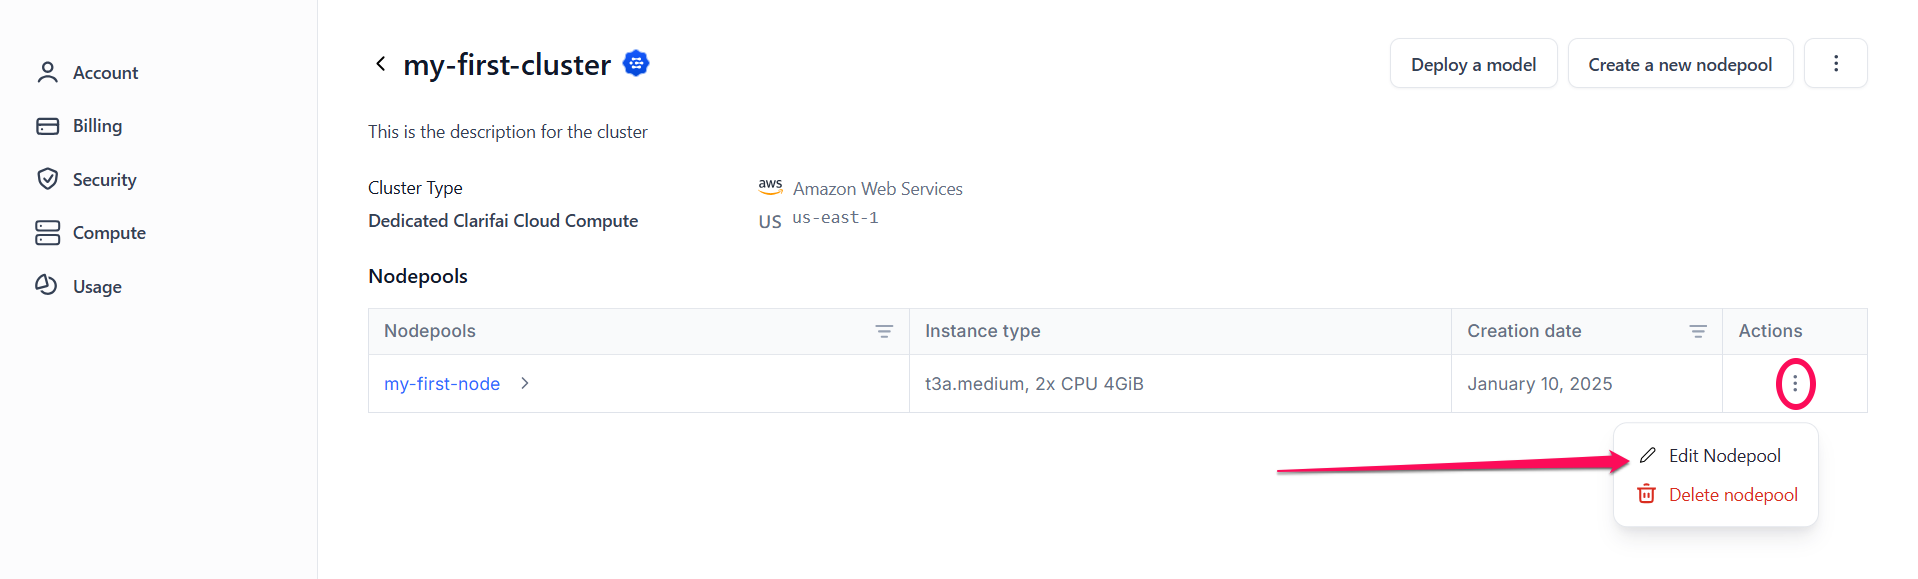 Account
Billing
Security
Compute
Usage
my-first-cluster
Deploy a model
Create a new nodepool
This is the description for the cluster
Cluster Type
Dedicated Clarifai Cloud Compute
aws Amazon Web Services
US us-east-1
Nodepools
Nodepools Instance type Creation date Actions
my-first-node t3a.medium, 2x CPU 4GiB January 10, 2025
Edit Nodepool
Delete nodepool